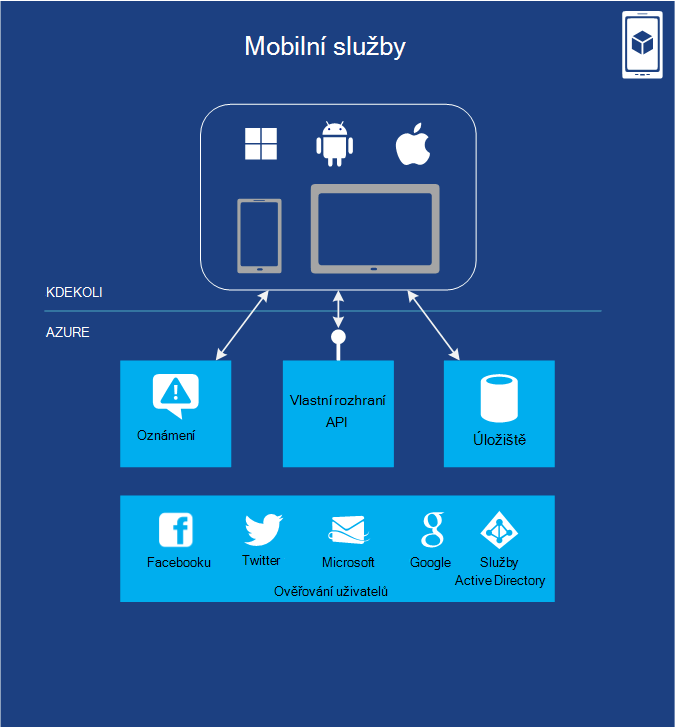 Mobilní služby
KDEKOLI
AZURE
Oznámení
Vlastní rozhraní
API
Úložiště
Facebooku
Twitter
Microsoft
Google
Služby
Active Directory
Ověřování uživatelů